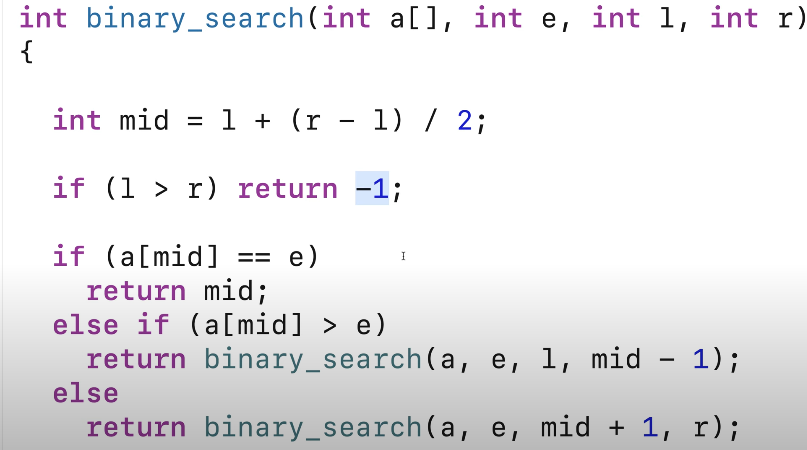 int binary_search(int a[], int e, int l, int r)
{
int mid = l + (r - l) / 2;
if (l > r) return -1;
if (a[mid] == e)
return mid;
else if (a[mid] > e)
return binary_search(a, e, l, mid - 1);
else
return binary_search(a, e, mid + 1, r);